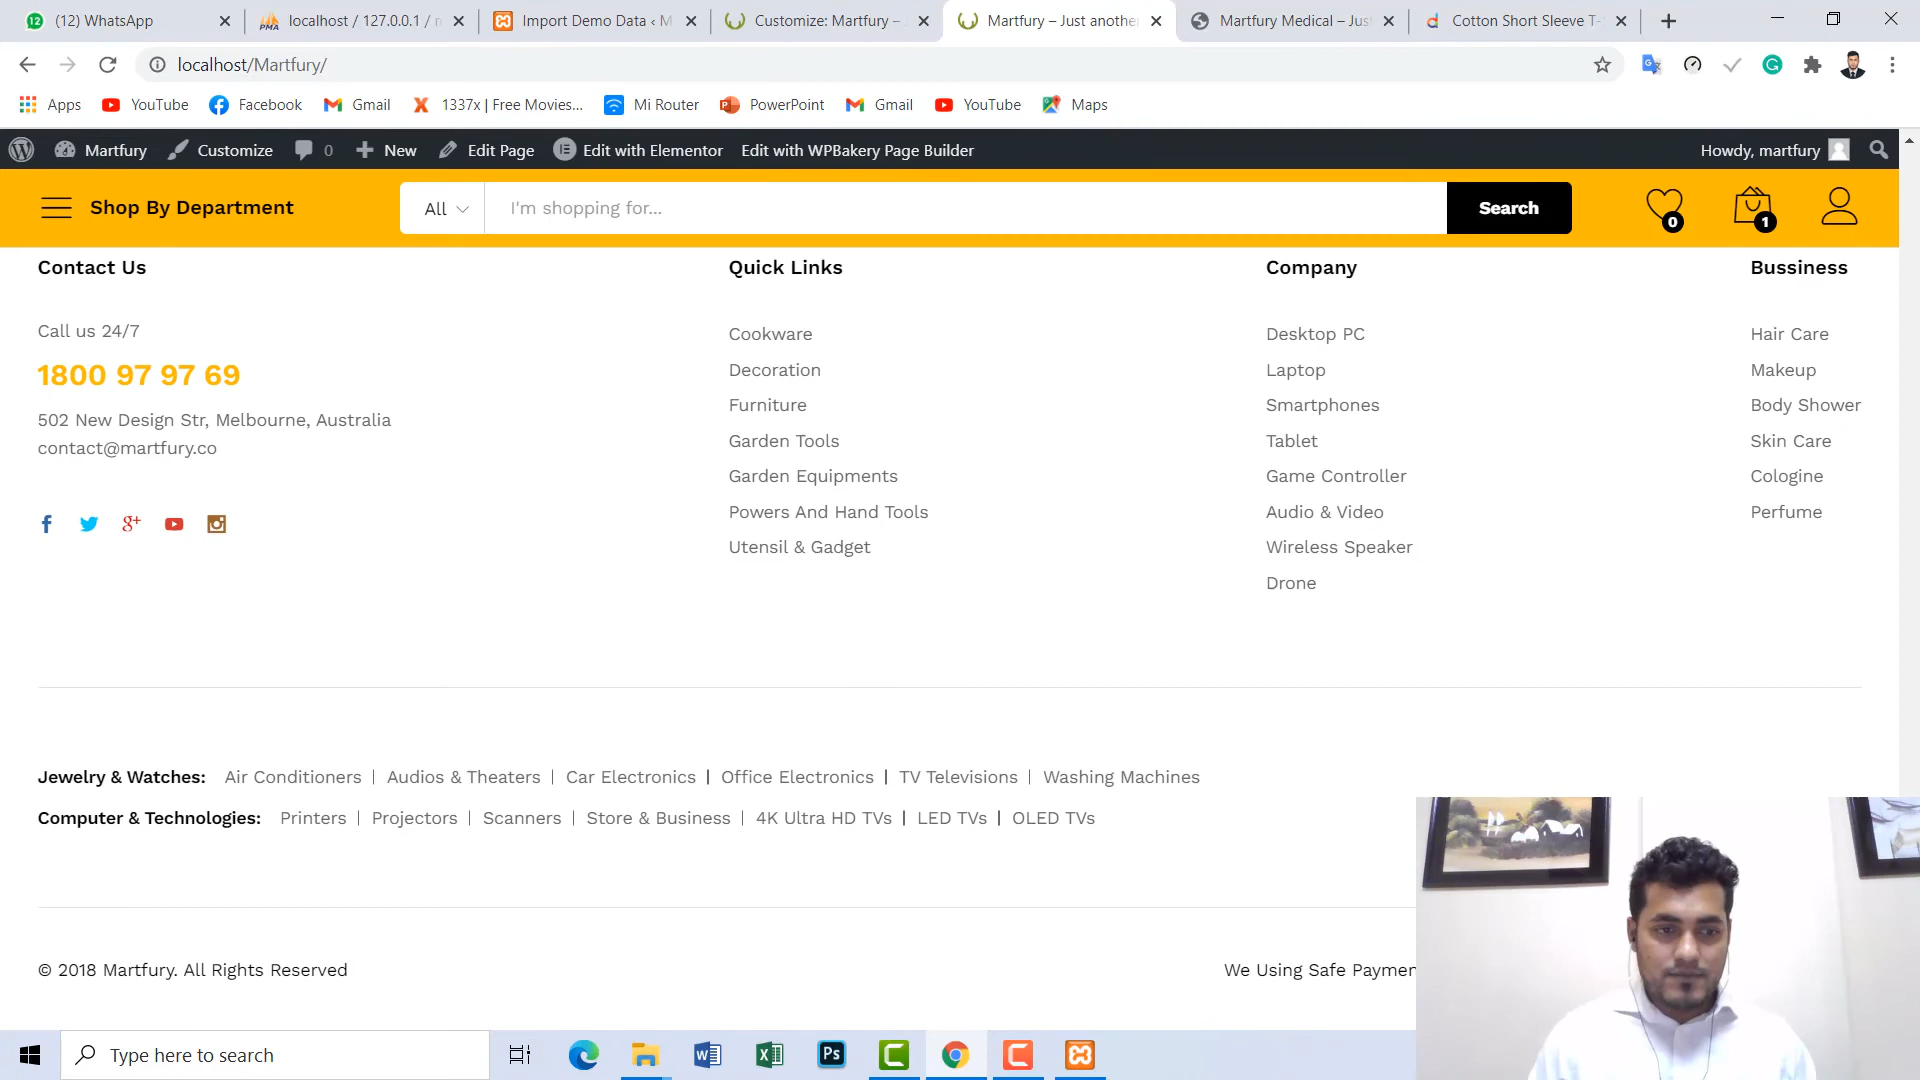 12 (12) WhatsApp
localhost / 127.0.0.1 / m
Import Demo Data ‹ M
Customize: Martfury –
Martfury – Just another
Martfury Medical – Jus
Cotton Short Sleeve T-
localhost/Martfury/
Apps YouTube Facebook Gmail 1337x | Free Movies... Mi Router PowerPoint Gmail YouTube Maps
Martfury Customize 0 New Edit Page Edit with Elementor Edit with WPBakery Page Builder Howdy, martfury
Shop By Department All I'm shopping for... Search 0 1
Contact Us
Call us 24/7
1800 97 97 69
502 New Design Str, Melbourne, Australia
contact@martfury.co
Quick Links
Cookware
Decoration
Furniture
Garden Tools
Garden Equipments
Powers And Hand Tools
Utensil & Gadget
Company
Desktop PC
Laptop
Smartphones
Tablet
Game Controller
Audio & Video
Wireless Speaker
Drone
Bussiness
Hair Care
Makeup
Body Shower
Skin Care
Cologine
Perfume
Jewelry & Watches: Air Conditioners | Audios & Theaters | Car Electronics | Office Electronics | TV Televisions | Washing Machines
Computer & Technologies: Printers | Projectors | Scanners | Store & Business | 4K Ultra HD TVs | LED TVs | OLED TVs
© 2018 Martfury. All Rights Reserved
We Using Safe Paymen
Type here to search